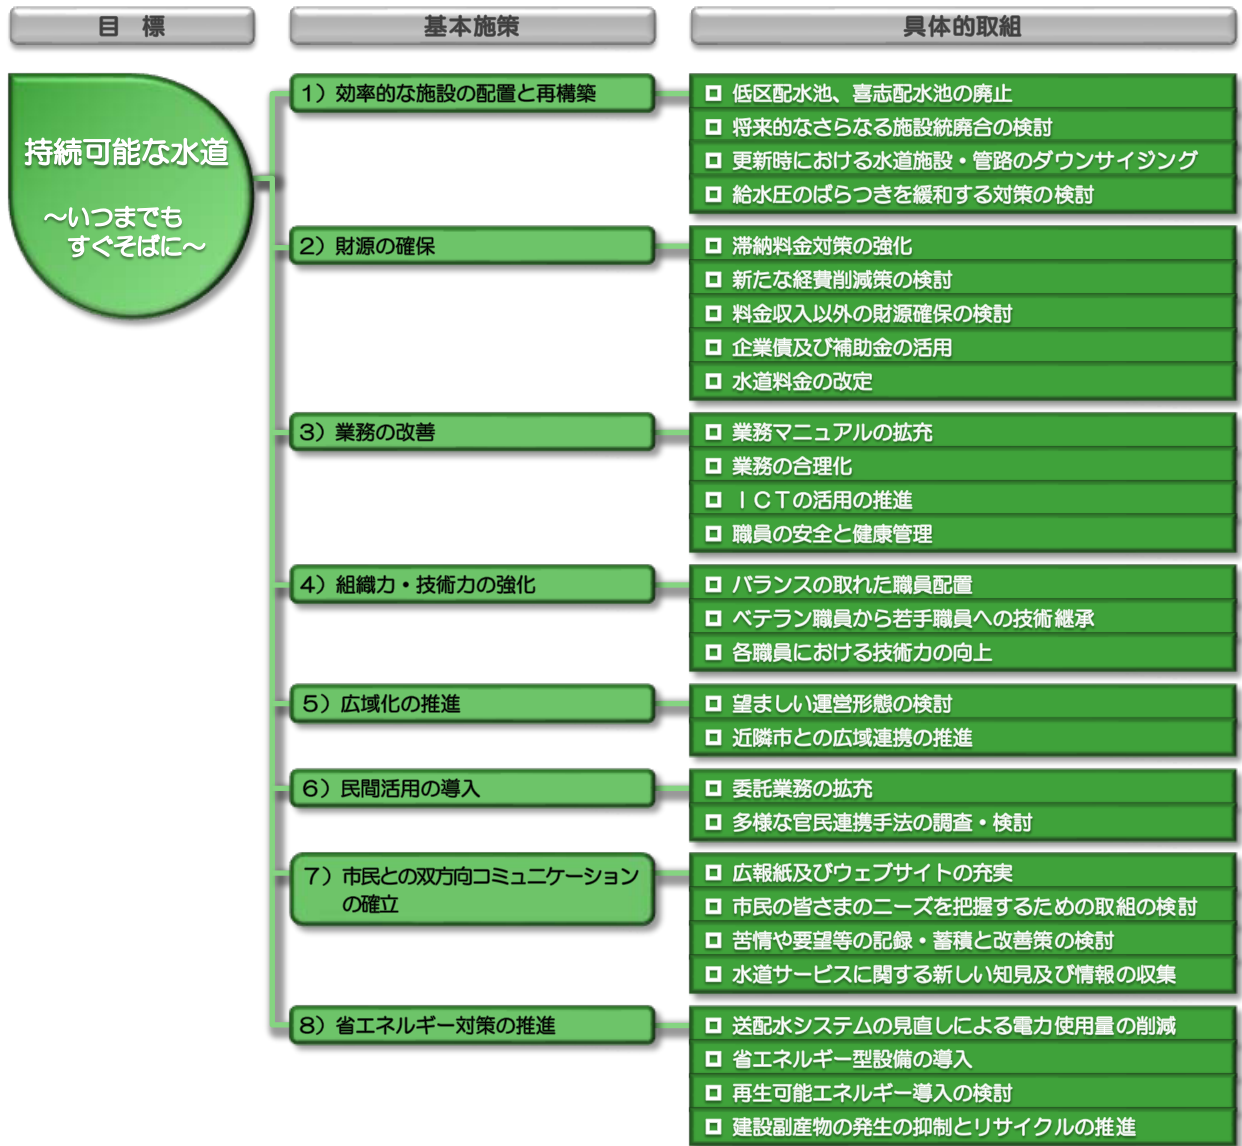 目　標
基本施策
具体的取組
持続可能な水道
～いつまでも
すぐそばに～
１）効率的な施設の配置と再構築
低区配水池、喜志配水池の廃止
将来的なさらなる施設統廃合の検討
更新時における水道施設・管路のダウンサイジング
給水圧のばらつきを緩和する対策の検討
２）財源の確保
滞納料金対策の強化
新たな経費削減策の検討
料金収入以外の財源確保の検討
企業債及び補助金の活用
水道料金の改定
３）業務の改善
業務マニュアルの拡充
業務の合理化
ＩＣＴの活用の推進
職員の安全と健康管理
４）組織力・技術力の強化
バランスの取れた職員配置
ベテラン職員から若手職員への技術継承
各職員における技術力の向上
５）広域化の推進
望ましい運営形態の検討
近隣市との広域連携の推進
６）民間活用の導入
委託業務の拡充
多様な官民連携手法の調査・検討
７）市民との双方向コミュニケーション
の確立
広報紙及びウェブサイトの充実
市民の皆さまのニーズを把握するための取組の検討
苦情や要望等の記録・蓄積と改善策の検討
水道サービスに関する新しい知見及び情報の収集
８）省エネルギー対策の推進
送配水システムの見直しによる電力使用量の削減
省エネルギー型設備の導入
再生可能エネルギー導入の検討
建設副産物の発生の抑制とリサイクルの推進